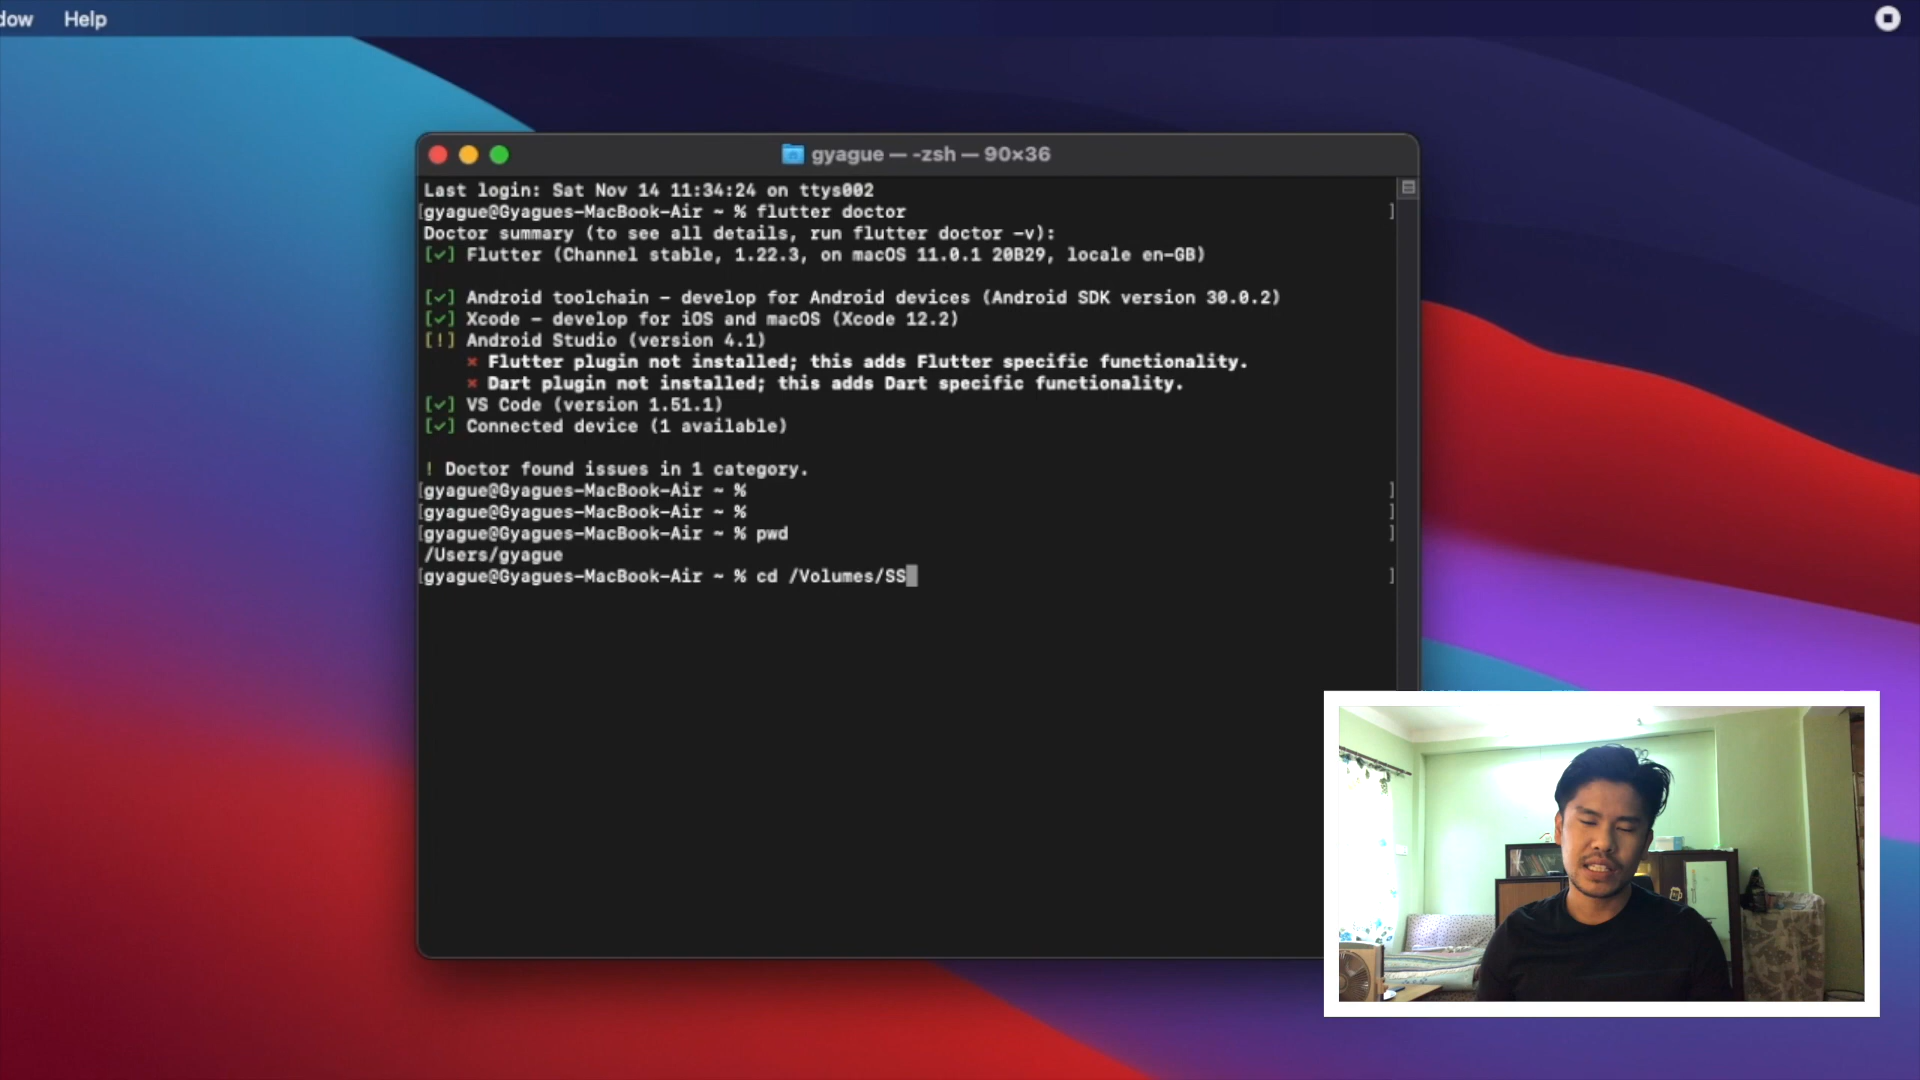 dow Help
gyague — -zsh — 90×36
Last login: Sat Nov 14 11:34:24 on ttys002
[gyague@Gyagues-MacBook-Air ~ % flutter doctor ]
Doctor summary (to see all details, run flutter doctor -v):
[✓] Flutter (Channel stable, 1.22.3, on macOS 11.0.1 20B29, locale en-GB)
[✓] Android toolchain - develop for Android devices (Android SDK version 30.0.2)
[✓] Xcode - develop for iOS and macOS (Xcode 12.2)
[!] Android Studio (version 4.1)
✗ Flutter plugin not installed; this adds Flutter specific functionality.
✗ Dart plugin not installed; this adds Dart specific functionality.
[✓] VS Code (version 1.51.1)
[✓] Connected device (1 available)
! Doctor found issues in 1 category.
[gyague@Gyagues-MacBook-Air ~ % ]
[gyague@Gyagues-MacBook-Air ~ % ]
[gyague@Gyagues-MacBook-Air ~ % pwd ]
/Users/gyague
[gyague@Gyagues-MacBook-Air ~ % cd /Volumes/SS ]